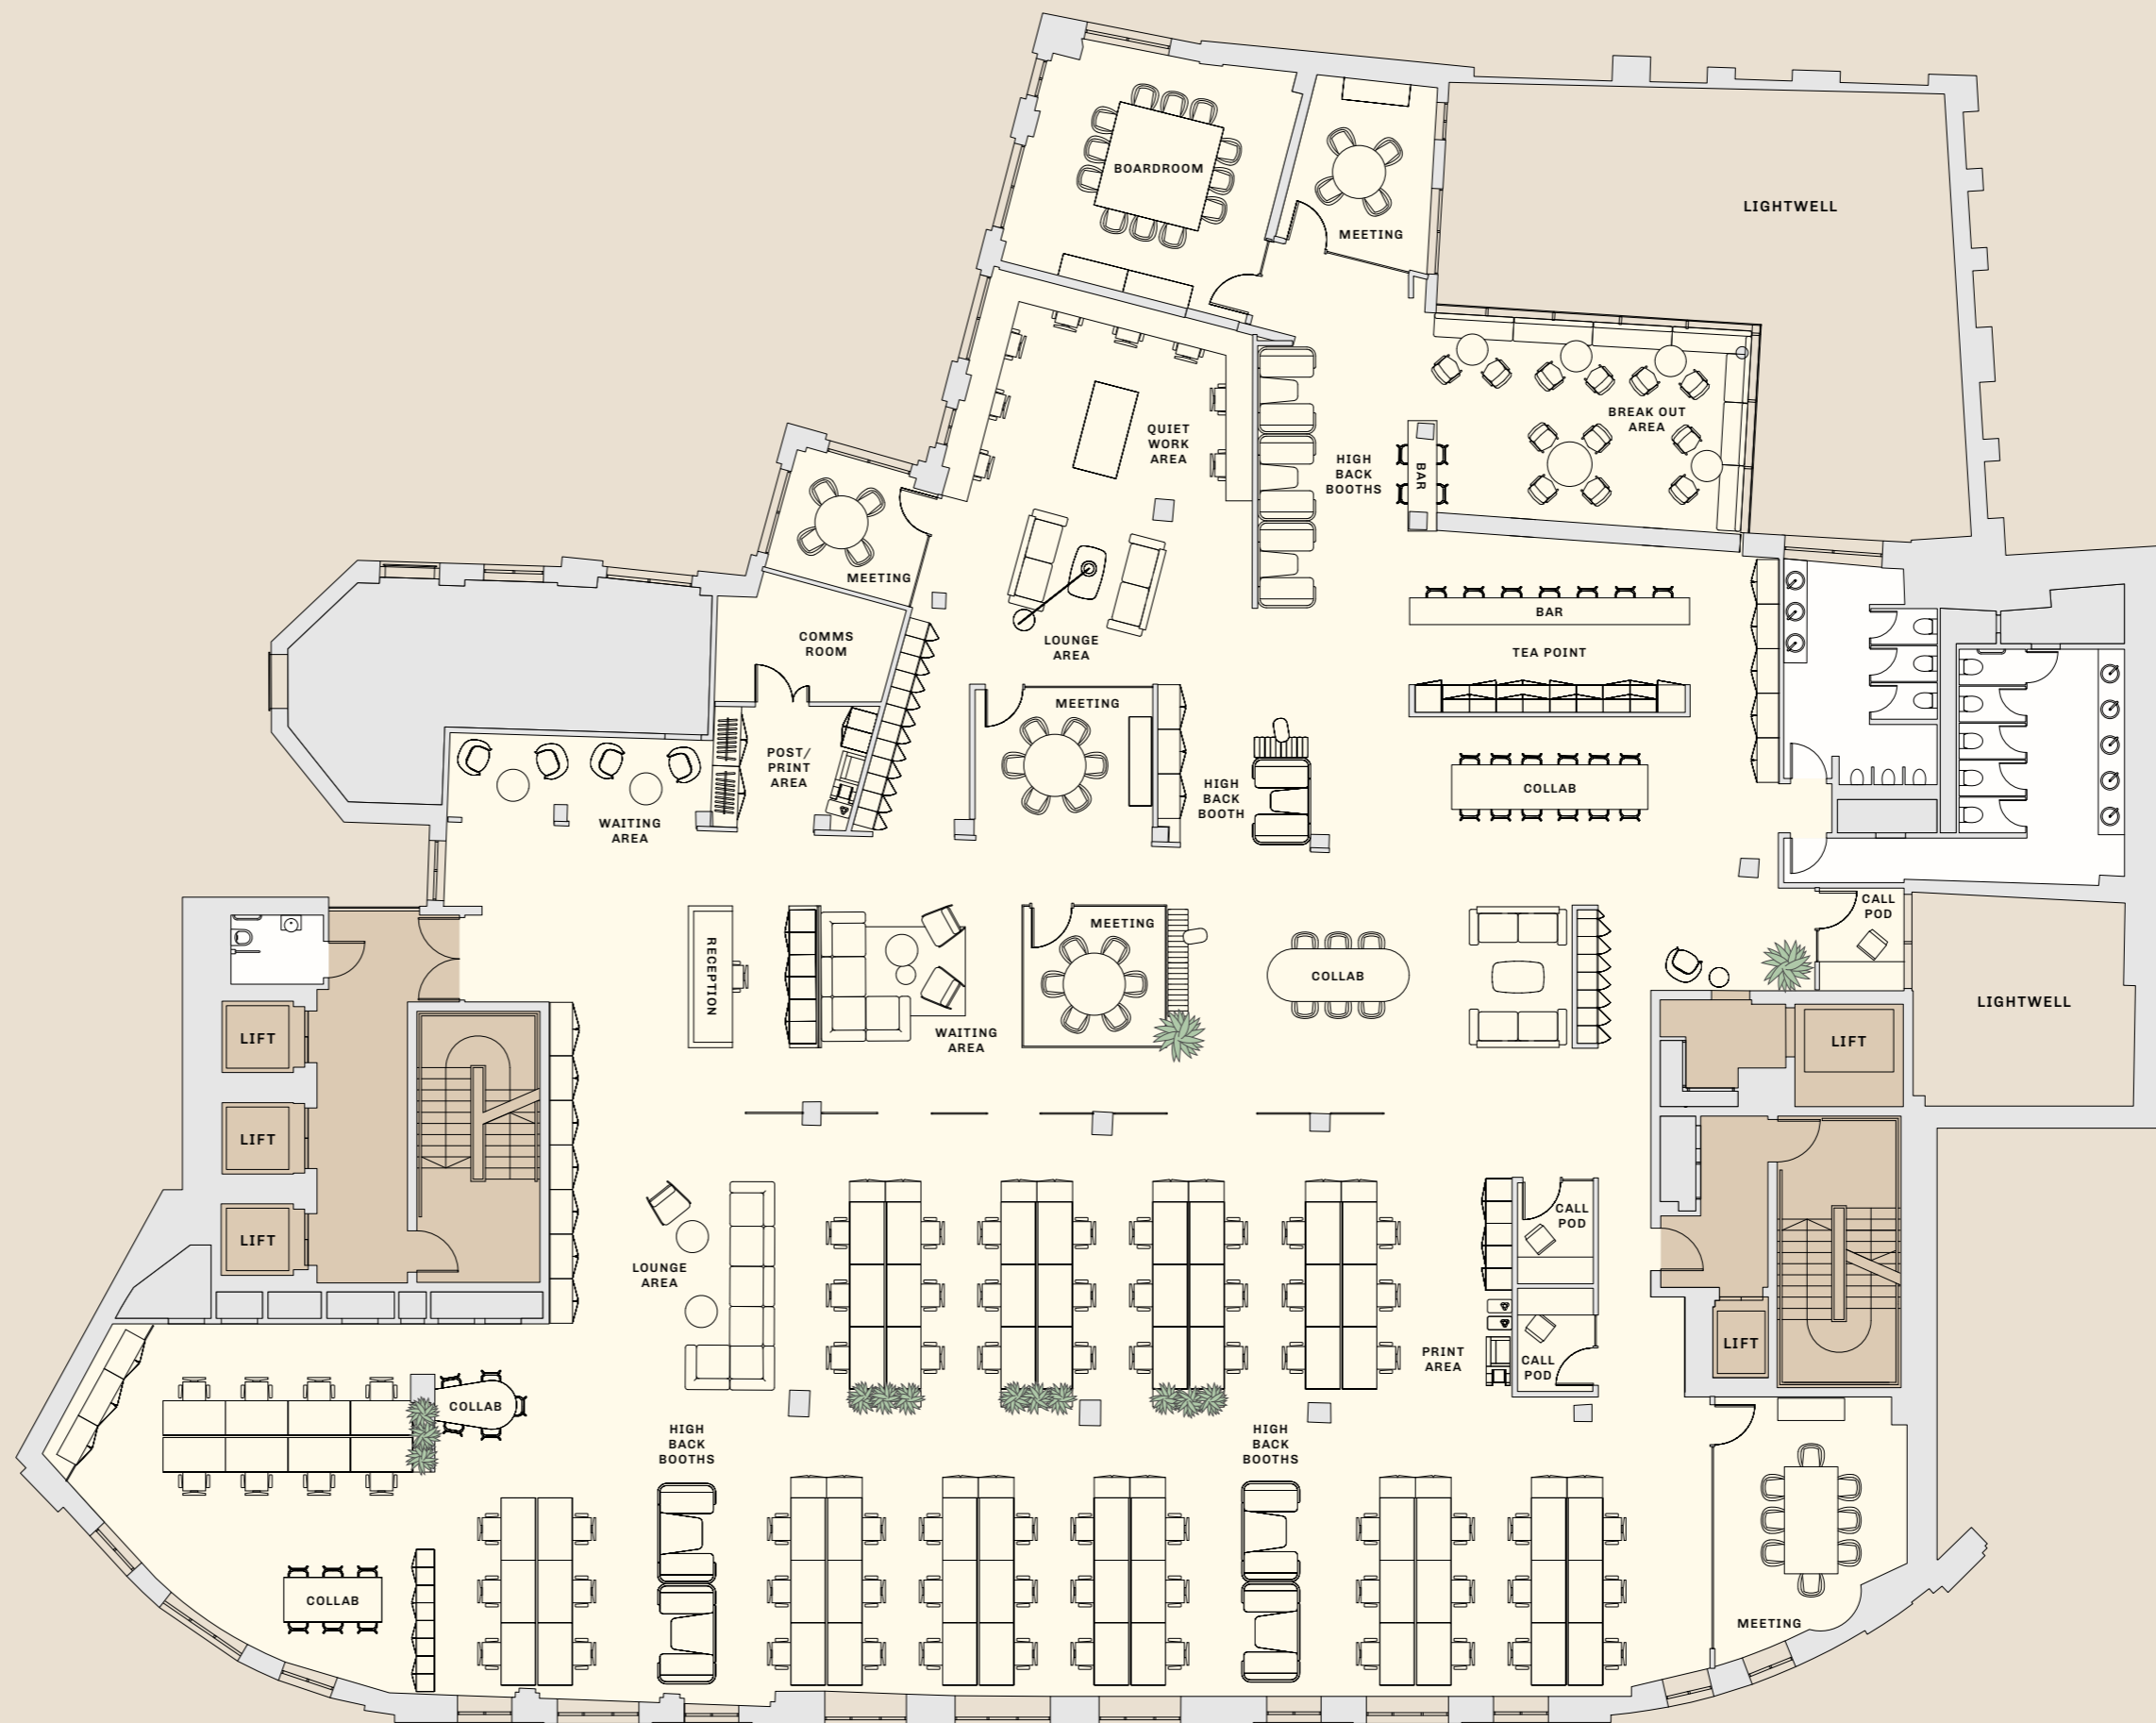 BOARDROOM
MEETING
LIGHTWELL
BREAK OUT
AREA
QUIET
WORK
AREA
HIGH
BACK
BOOTHS
BAR
MEETING
BAR
COMMS
ROOM
LOUNGE
AREA
TEA POINT
MEETING
POST/
PRINT
AREA
HIGH
BACK
BOOTH
COLLAB
WAITING
AREA
CALL
POD
MEETING
RECEPTION
COLLAB
LIGHTWELL
WAITING
AREA
LIFT
LIFT
LIFT
LIFT
CALL
POD
LOUNGE
AREA
LIFT
LIFT
PRINT
AREA
CALL
POD
COLLAB
HIGH
BACK
BOOTHS
HIGH
BACK
BOOTHS
COLLAB
MEETING